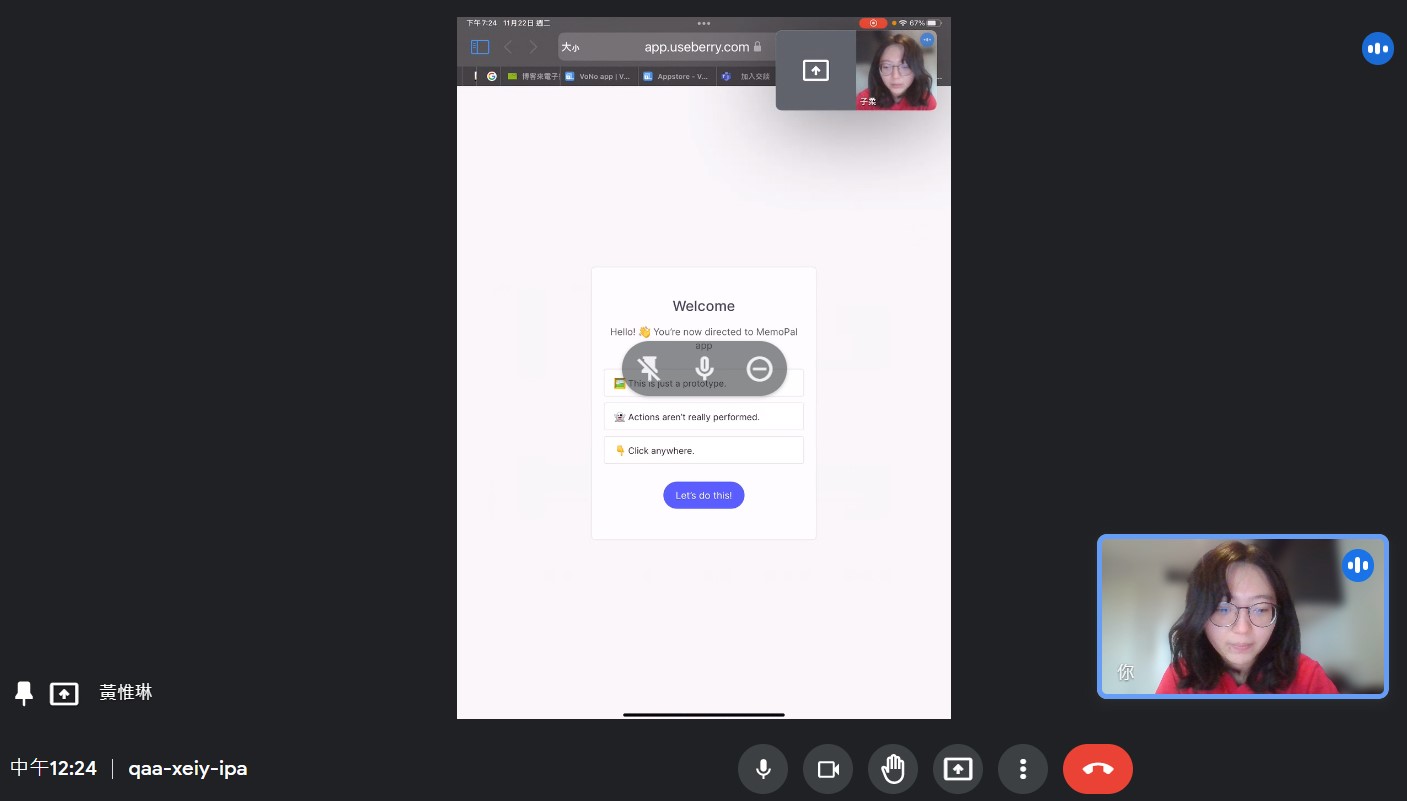 下午7:24 11月22日 週二
67%
大小
app.useberry.com
博客來電子
VoNo app | V...
Appstore - V...
加入交談
子柔
Welcome
Hello! 👋 You're now directed to MemoPal
app
🖼️ This is just a prototype.
Actions aren't really performed.
👇 Click anywhere.
Let's do this!
你
黃惟琳
中午12:24 | qaa-xeiy-ipa